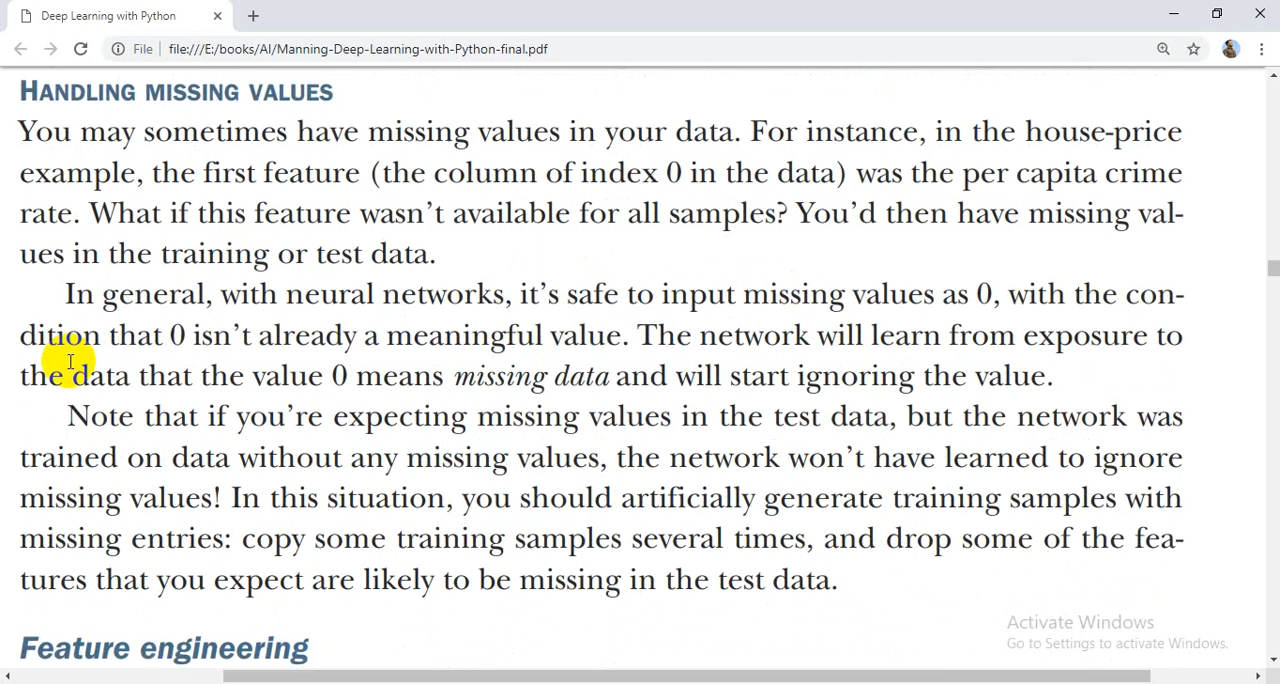 Deep Learning with Python
File
file:///E:/books/AI/Manning-Deep-Learning-with-Python-final.pdf
HANDLING MISSING VALUES
You may sometimes have missing values in your data. For instance, in the house-price
example, the first feature (the column of index 0 in the data) was the per capita crime
rate. What if this feature wasn't available for all samples? You'd then have missing val-
ues in the training or test data.
In general, with neural networks, it's safe to input missing values as 0, with the con-
dition that 0 isn't already a meaningful value. The network will learn from exposure to
the data that the value 0 means missing data and will start ignoring the value.
Note that if you're expecting missing values in the test data, but the network was
trained on data without any missing values, the network won't have learned to ignore
missing values! In this situation, you should artificially generate training samples with
missing entries: copy some training samples several times, and drop some of the fea-
tures that you expect are likely to be missing in the test data.
Feature engineering
Activate Windows
Go to Settings to activate Windows.